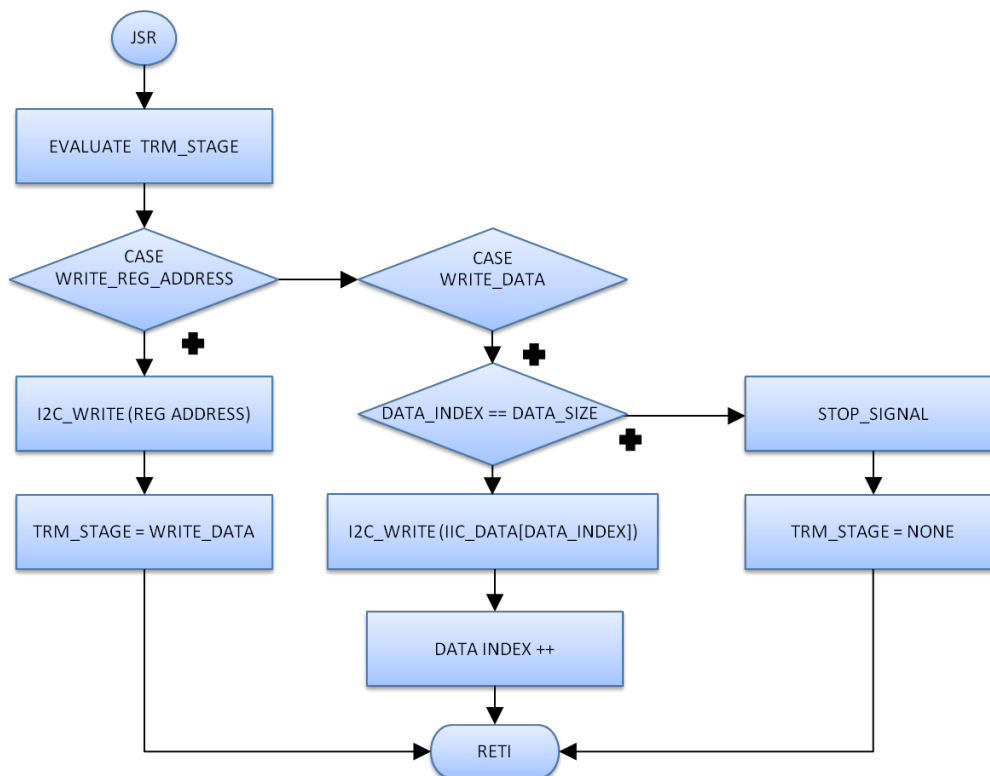 JSR
EVALUATE TRM_STAGE
CASE
WRITE_REG_ADDRESS
CASE
WRITE_DATA
I2C_WRITE (REG ADDRESS)
DATA_INDEX == DATA_SIZE
STOP_SIGNAL
TRM_STAGE = WRITE_DATA
I2C_WRITE (IIC_DATA[DATA_INDEX])
TRM_STAGE = NONE
DATA INDEX ++
RETI